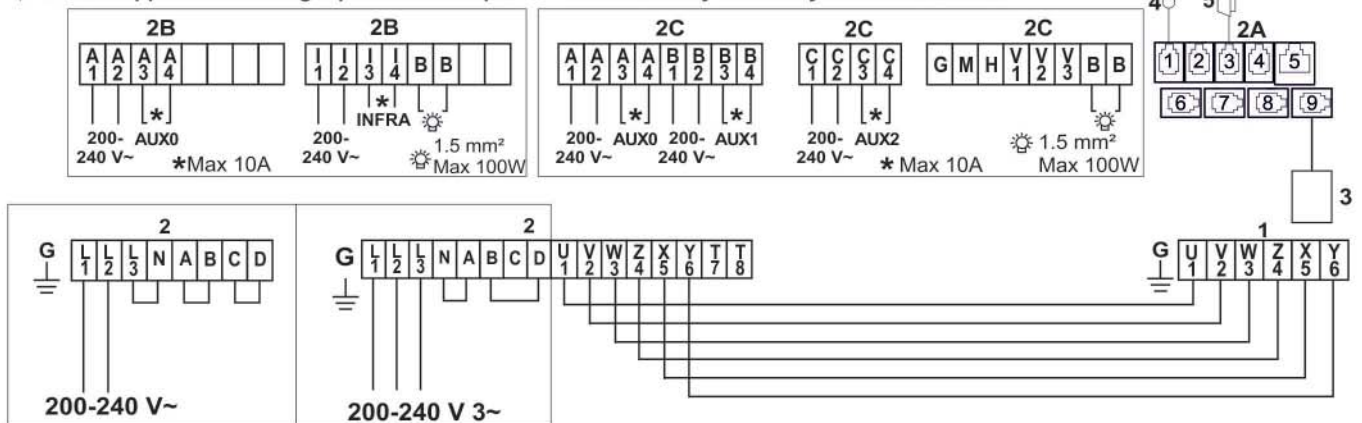 4 5
2B 2B 2C 2C 2C 2A
A1 A2 A3 A4 I1 I2 I3 I4 B B A1 A2 A3 A4 B1 B2 B3 B4 C1 C2 C3 C4 G M H V1 V2 V3 B B 1 2 3 4 5
6 7 8 9
* * INFRA * * *
200-240 V~ AUX0
*Max 10A
200-240 V~
1.5 mm²
Max 100W
200-240 V~ AUX0 200-240 V~ AUX1
200-240 V~ AUX2
* Max 10A
1.5 mm²
Max 100W
3
2 2 1
G L1 L2 L3 N A B C D
G L1 L2 L3 N A B C D U1 V2 W3 Z4 X5 Y6 T7 T8
G U1 V2 W3 Z4 X5 Y6
200-240 V~
200-240 V 3~